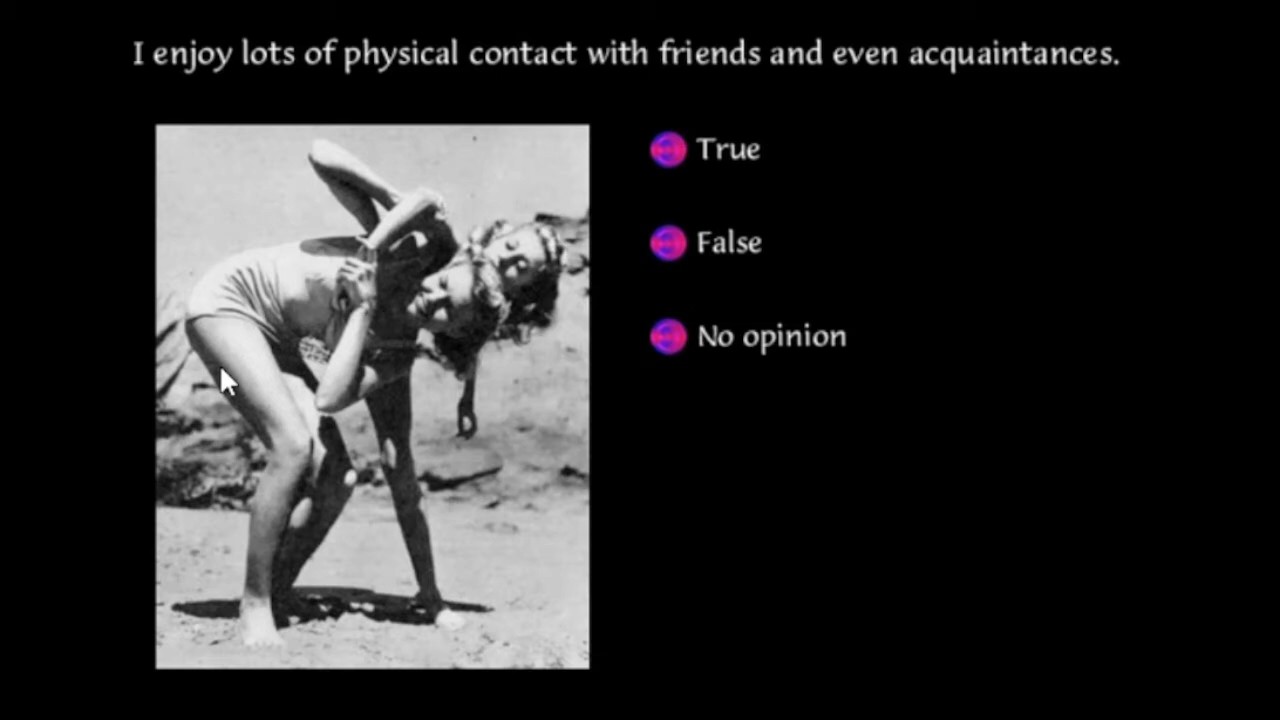 I enjoy lots of physical contact with friends and even acquaintances.
True
False
No opinion